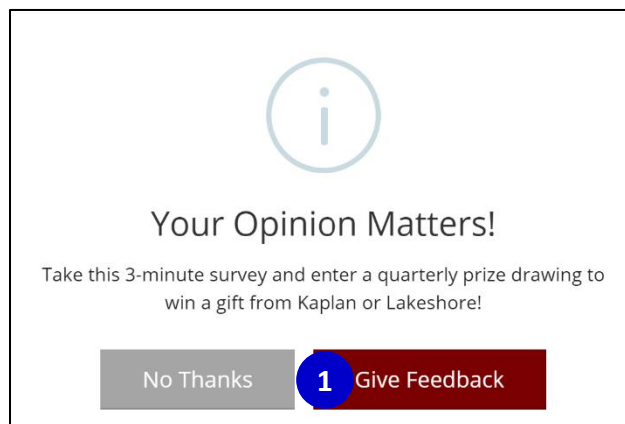 Your Opinion Matters!
Take this 3-minute survey and enter a quarterly prize drawing to
win a gift from Kaplan or Lakeshore!
No Thanks 1 Give Feedback